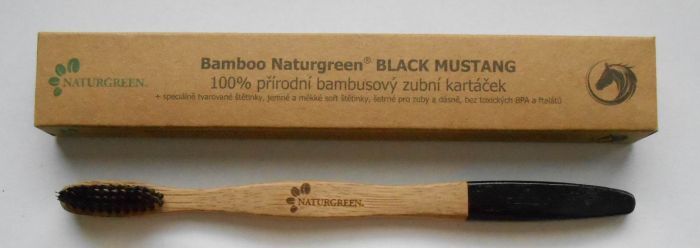 Bamboo Naturgreen® BLACK MUSTANG
NATURGREEN.
100% přírodní bambusový zubní kartáček
+ speciálně tvarované štětinky, jemné a měkké soft štětinky, šetrné pro zuby a dásně, bez toxických BPA a ftalátů
NATURGREEN.